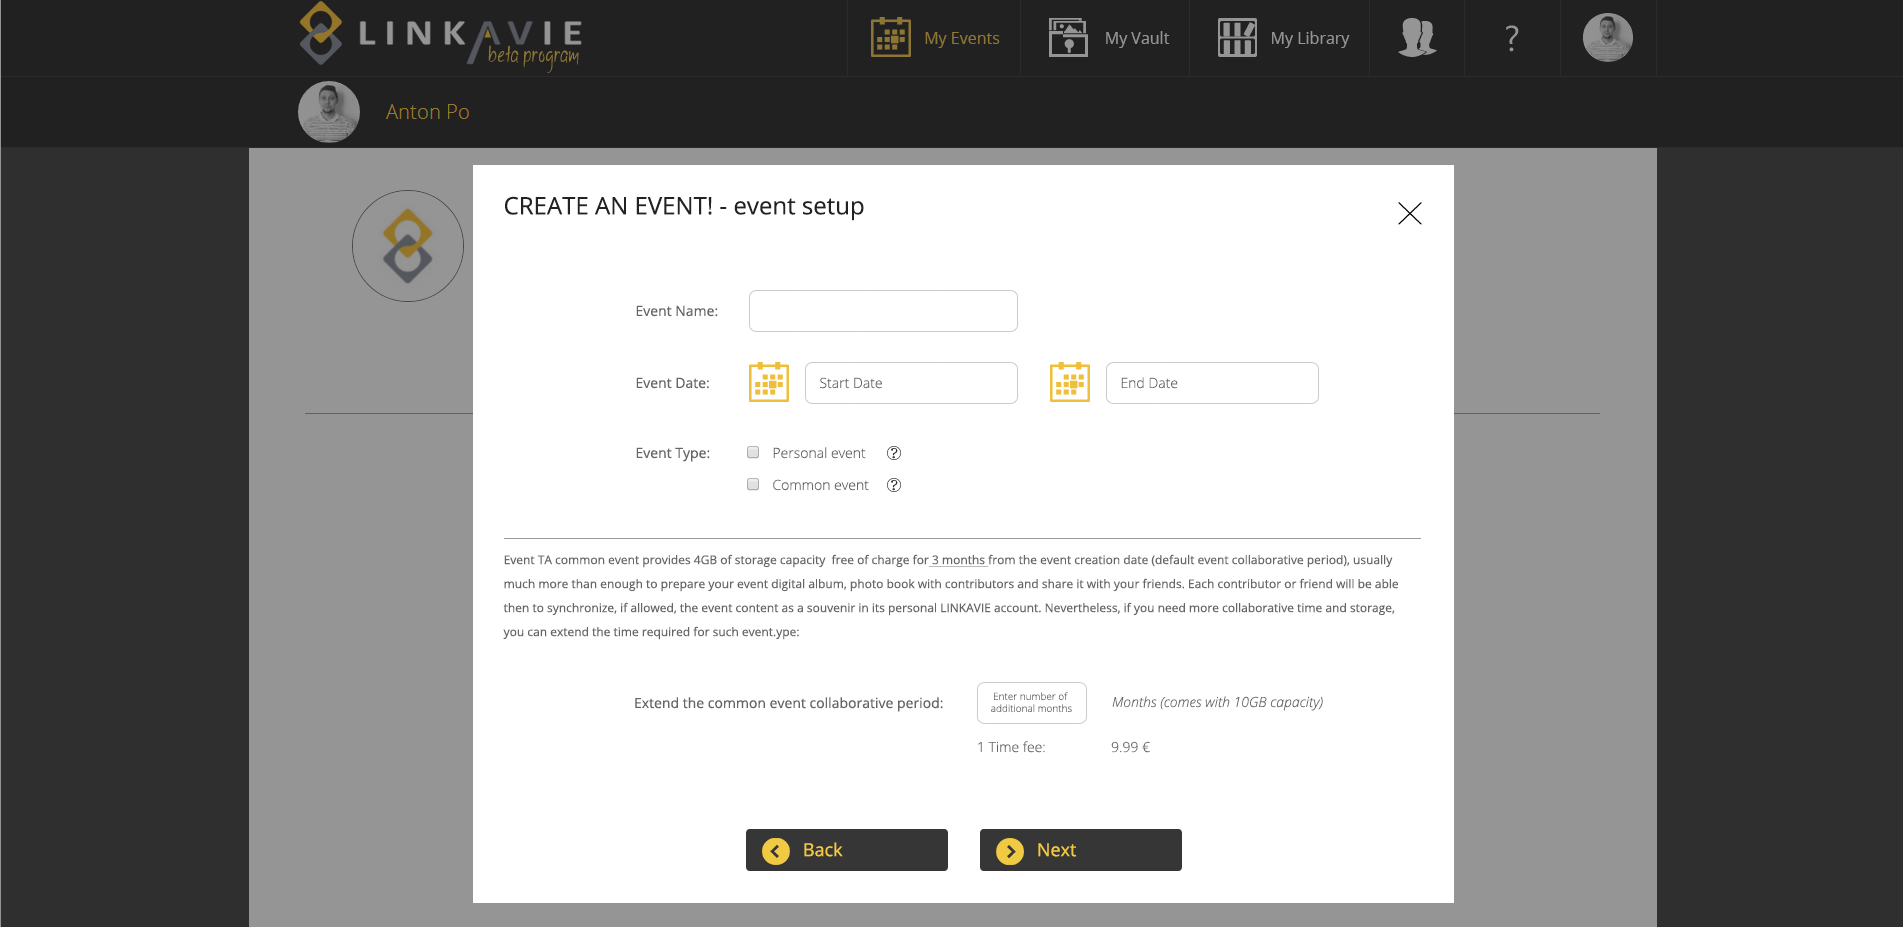 LINKAVIE
beta program
My Events
My Vault
My Library
?
Anton Po
CREATE AN EVENT! - event setup
Event Name:
Event Date:
Start Date
End Date
Event Type:
Personal event ?
Common event ?
Event TA common event provides 4GB of storage capacity  free of charge for 3 months from the event creation date (default event collaborative period), usually
much more than enough to prepare your event digital album, photo book with contributors and share it with your friends. Each contributor or friend will be able
then to synchronize, if allowed, the event content as a souvenir in its personal LINKAVIE account. Nevertheless, if you need more collaborative time and storage,
you can extend the time required for such event.ype:
Extend the common event collaborative period:
Enter number of
additional months
Months (comes with 10GB capacity)
1 Time fee:
9.99 €
Back
Next